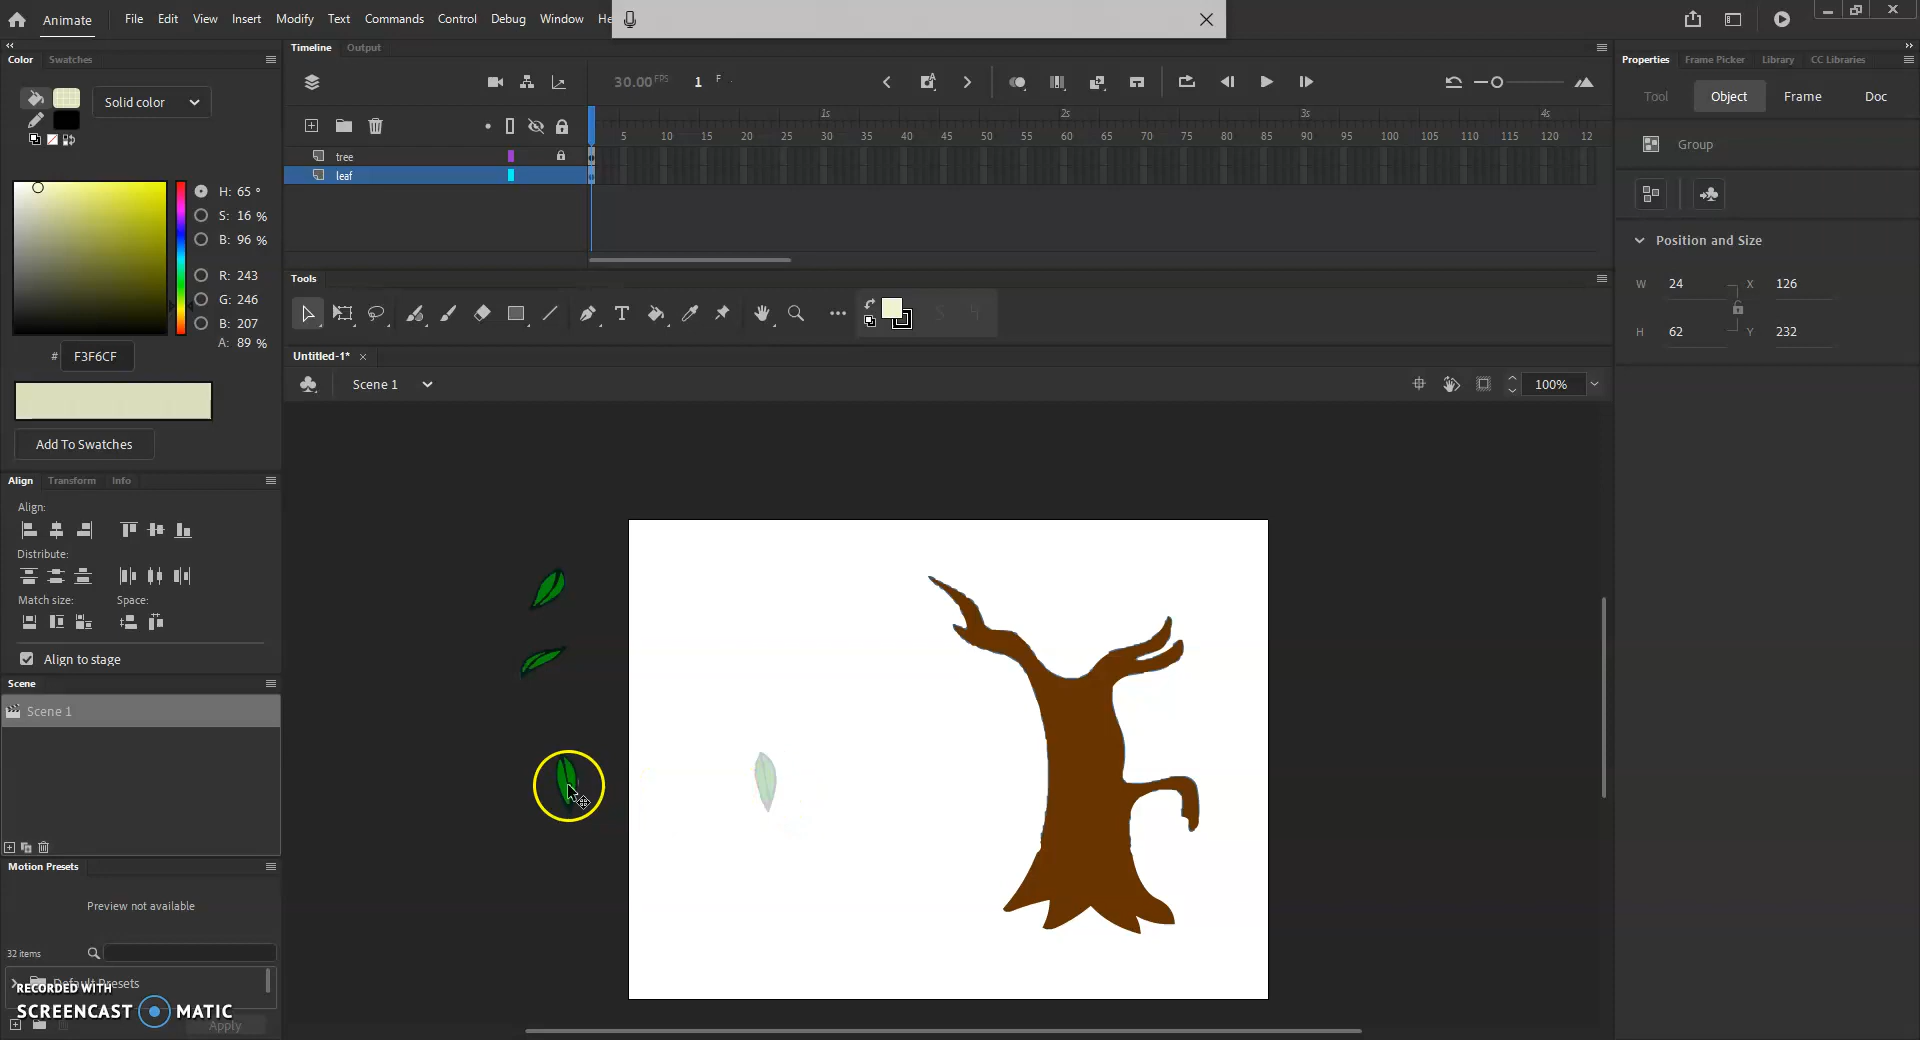 Animate File Edit View Insert Modify Text Commands Control Debug Window He
Color Swatches
Timeline Output
Properties Frame Picker Library CC Libraries
Solid color
30.00 FPS 1 F
Tool Object Frame Doc
1s 2s 3s 4s
5 10 15 20 25 30 35 40 45 50 55 60 65 70 75 80 85 90 95 100 105 110 115 120 12
Group
tree
leaf
H: 65 °
S: 16 %
B: 96 %
R: 243
G: 246
B: 207
A: 89 %
# F3F6CF
Add To Swatches
Position and Size
W 24 X 126
H 62 Y 232
Tools
T
Untitled-1*
Scene 1
100%
Align Transform Info
Align:
Distribute:
Match size: Space:
Align to stage
Scene
Scene 1
Motion Presets
Preview not available
32 items
Default Presets
RECORDED WITH
SCREENCAST MATIC
Apply